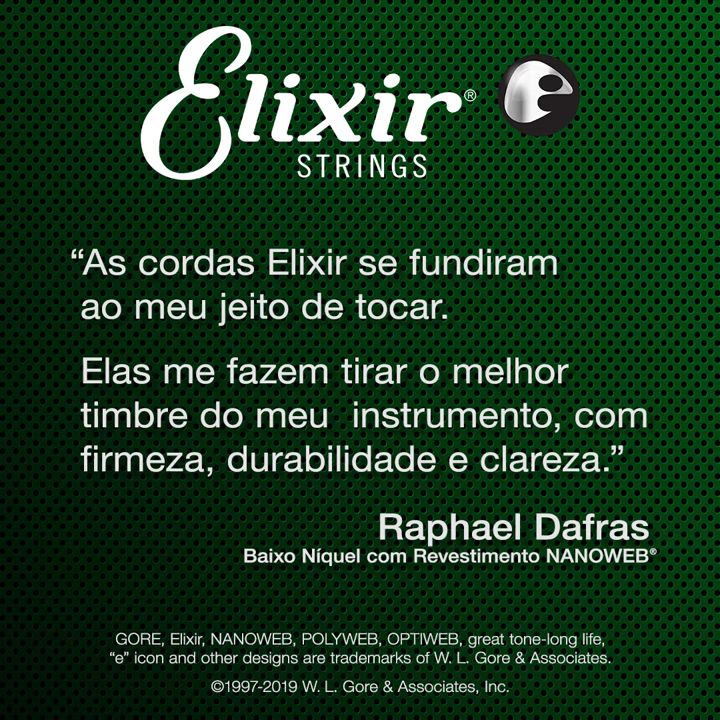 Elixir®
STRINGS
“As cordas Elixir se fundiram
ao meu jeito de tocar.
Elas me fazem tirar o melhor
timbre do meu  instrumento, com
firmeza, durabilidade e clareza.”
Raphael Dafras
Baixo Níquel com Revestimento NANOWEB®
GORE, Elixir, NANOWEB, POLYWEB, OPTIWEB, great tone-long life,
“e” icon and other designs are trademarks of W. L. Gore & Associates.
©1997-2019 W. L. Gore & Associates, Inc.